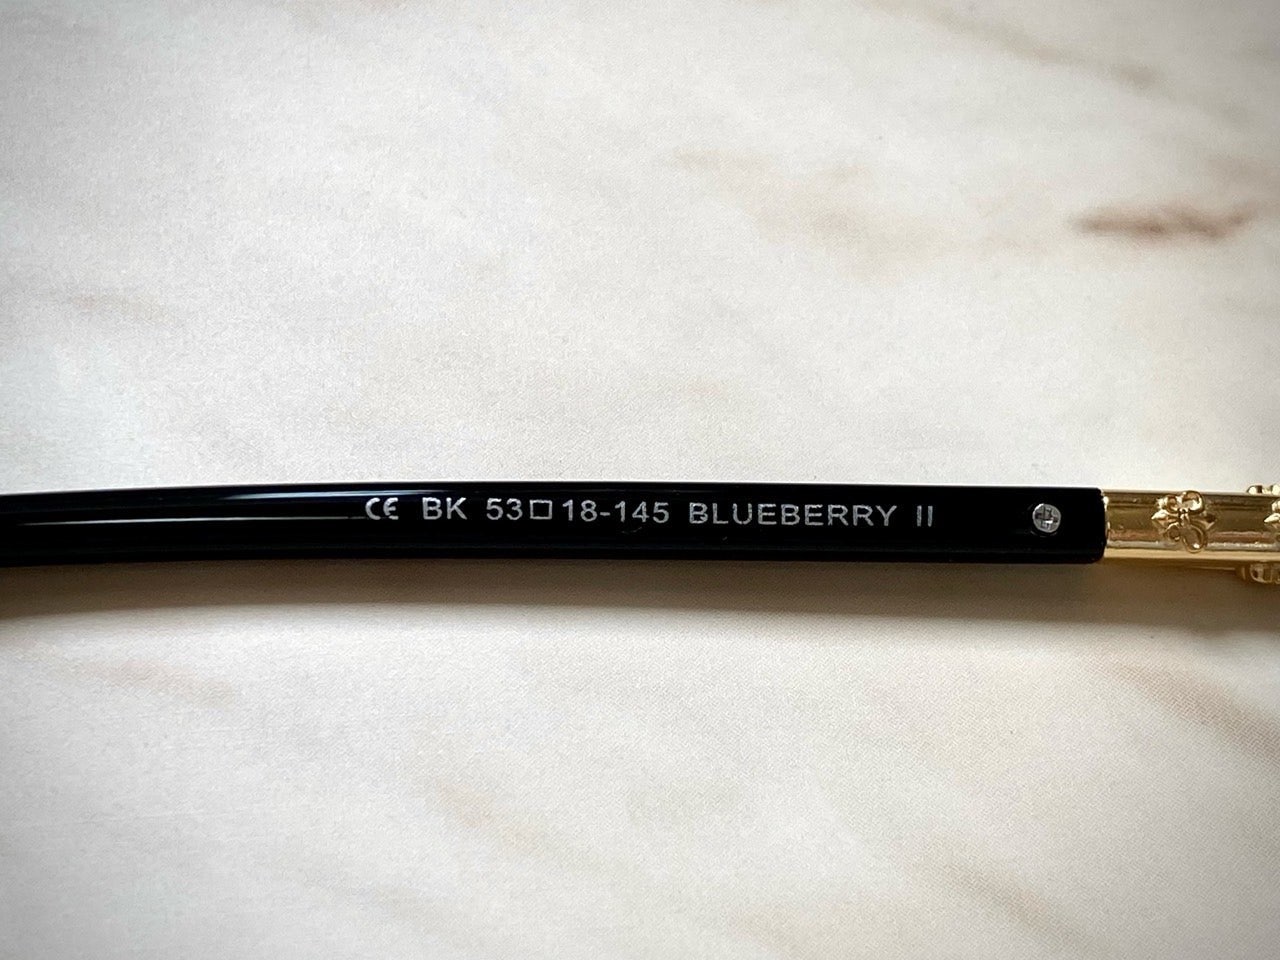 CE BK 53□18-145 BLUEBERRY II